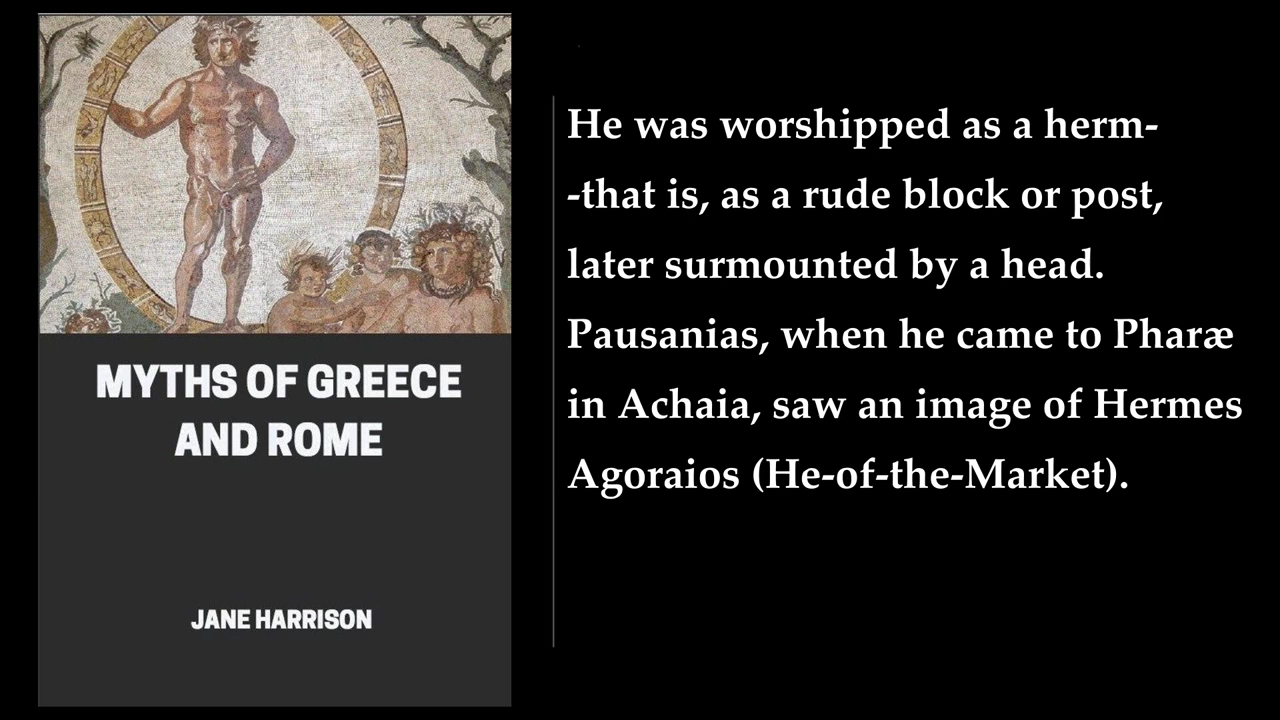 MYTHS OF GREECE
AND ROME
JANE HARRISON
He was worshipped as a herm-
-that is, as a rude block or post,
later surmounted by a head.
Pausanias, when he came to Pharæ
in Achaia, saw an image of Hermes
Agoraios (He-of-the-Market).